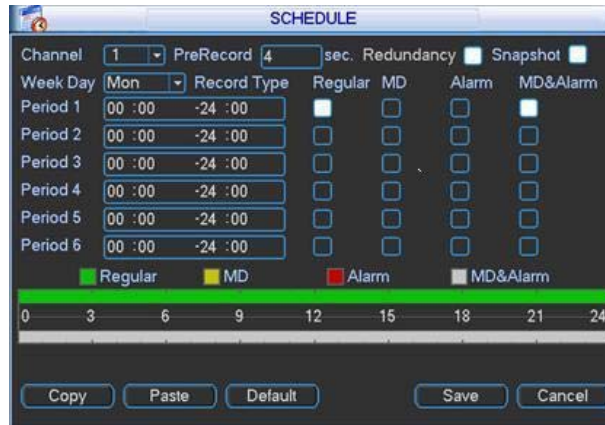 SCHEDULE
Channel 1 PreRecord 4 sec. Redundancy Snapshot
Week Day Mon Record Type Regular MD Alarm MD&Alarm
Period 1 00 :00 -24 :00
Period 2 00 :00 -24 :00
Period 3 00 :00 -24 :00
Period 4 00 :00 -24 :00
Period 5 00 :00 -24 :00
Period 6 00 :00 -24 :00
Regular MD Alarm MD&Alarm
0 3 6 9 12 15 18 21 24
Copy Paste Default Save Cancel